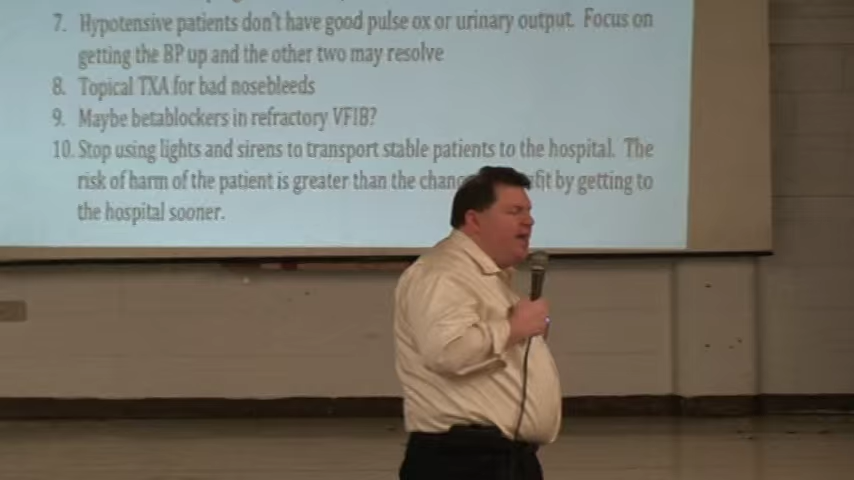 7. Hypotensive patients don't have good pulse ox or urinary output. Focus on
getting the BP up and the other two may resolve
8. Topical TXA for bad nosebleeds
9. Maybe betablockers in refractory VFIB?
10. Stop using lights and sirens to transport stable patients to the hospital. The
risk of harm of the patient is greater than the by getting to
the hospital sooner.